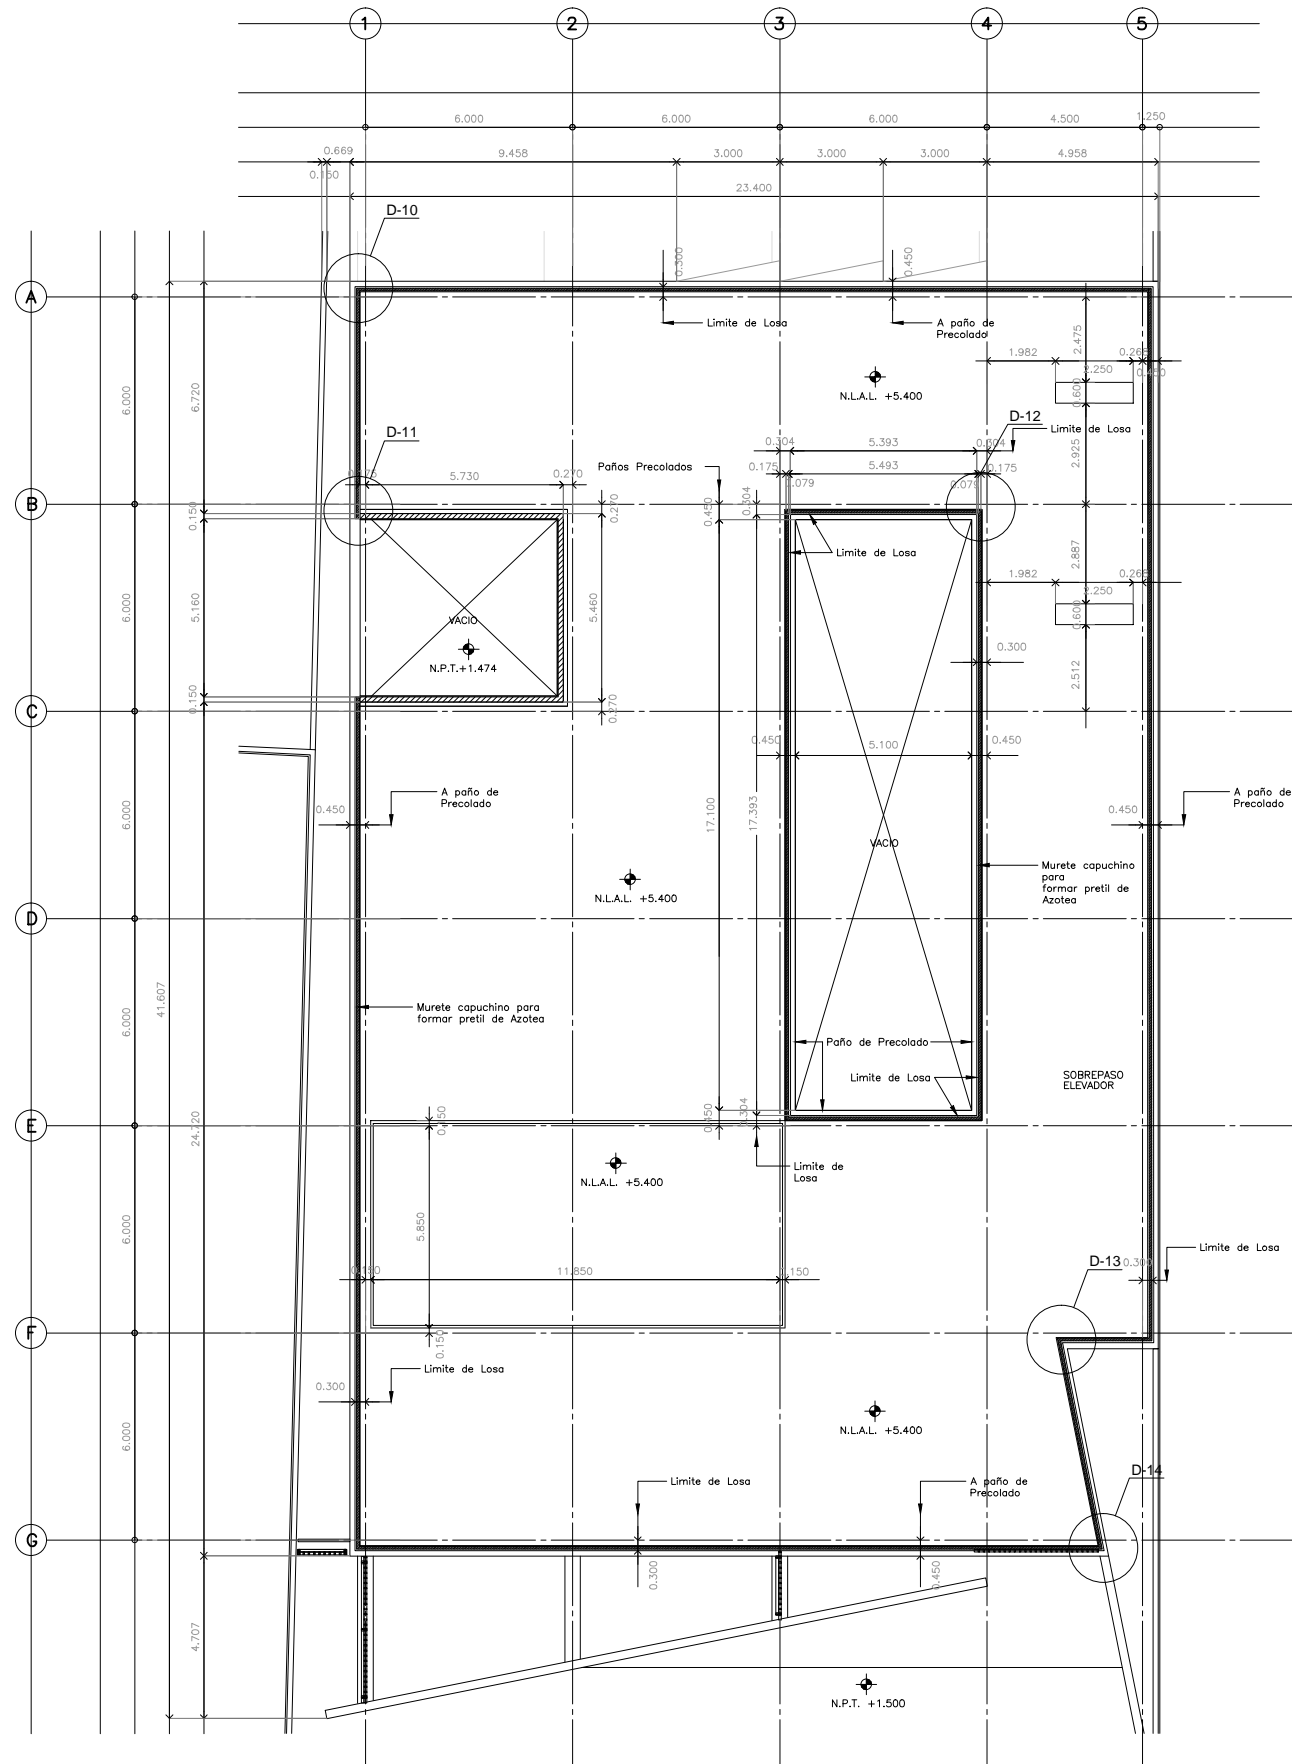 1
2
3
4
5
6.000
6.000
6.000
4.500
1.250
0.669
9.458
3.000
3.000
3.000
4.958
0.150
23.400
D-10
0.300
0.450
A
Limite de Losa
A paño de
Precolado
2.475
1.982
0.265
2.250
0.450
0.600
N.L.A.L. +5.400
6.000
6.720
D-11
D-12
Limite de Losa
0.304
5.393
0.304
2.925
Paños Precolados
0.175
5.493
0.175
0.079
0.079
5.730
0.270
B
0.150
0.270
0.450
0.304
Limite de Losa
2.887
1.982
0.265
2.250
0.600
6.000
5.160
5.460
VACIO
N.P.T.+1.474
0.300
2.512
0.150
0.270
C
0.450
5.100
0.450
A paño de
Precolado
0.450
A paño de
Precolado
0.450
6.000
17.100
17.393
VACIO
Murete capuchino
para
formar pretil de
Azotea
N.L.A.L. +5.400
D
41.607
Murete capuchino para
formar pretil de Azotea
6.000
Paño de Precolado
Limite de Losa
SOBREPASO
ELEVADOR
24.720
0.450
0.304
E
Limite de
Losa
N.L.A.L. +5.400
6.000
5.850
Limite de Losa
D-13
0.300
0.150
11.850
0.150
F
0.150
Limite de Losa
0.300
N.L.A.L. +5.400
6.000
Limite de Losa
A paño de
Precolado
D-14
G
0.300
0.450
4.707
N.P.T. +1.500